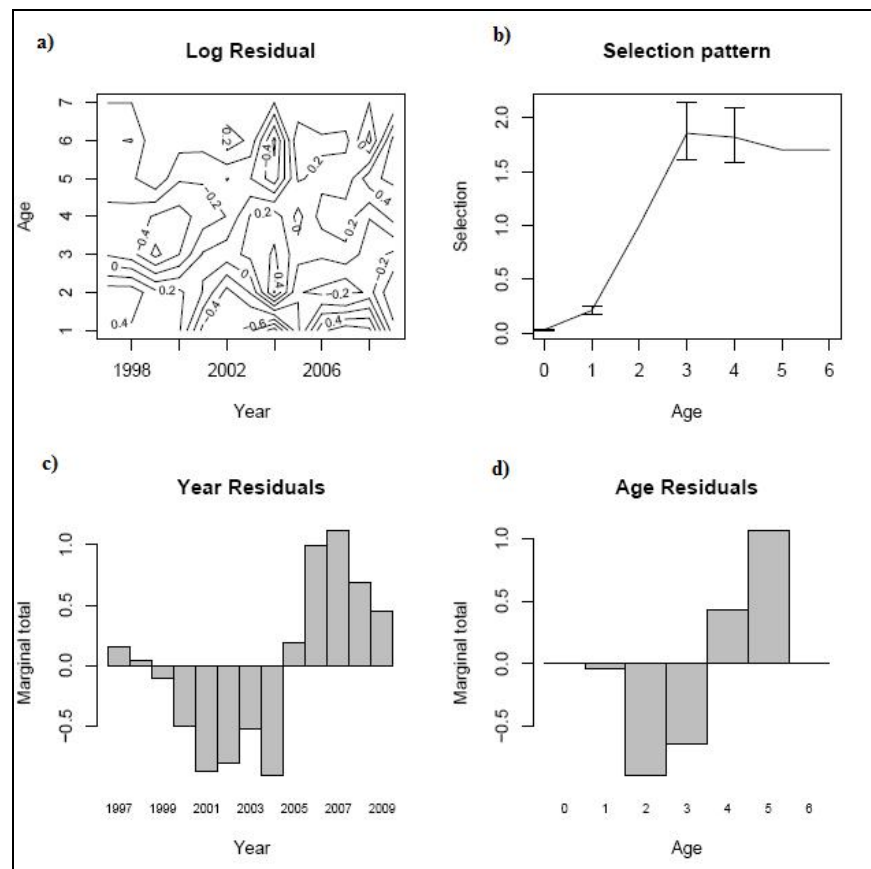 a)
Log Residual
7
6
5
4
3
2
1
Age
0.2
−0.4
0
0.2
−0.2
0.4
−0.2
−0.4
0.2
0
0.2
0
0.2
0.4
−0.2
−0.2
0
0.2
0.4
−0.6
0.4
1998
2002
2006
Year
b)
Selection pattern
2.0
1.5
1.0
0.5
0.0
Selection
0 1 2 3 4 5 6
Age
c)
Year Residuals
1.0
0.5
0.0
−0.5
Marginal total
1997 1999 2001 2003 2005 2007 2009
Year
d)
Age Residuals
1.0
0.5
0.0
−0.5
Marginal total
0 1 2 3 4 5 6
Age